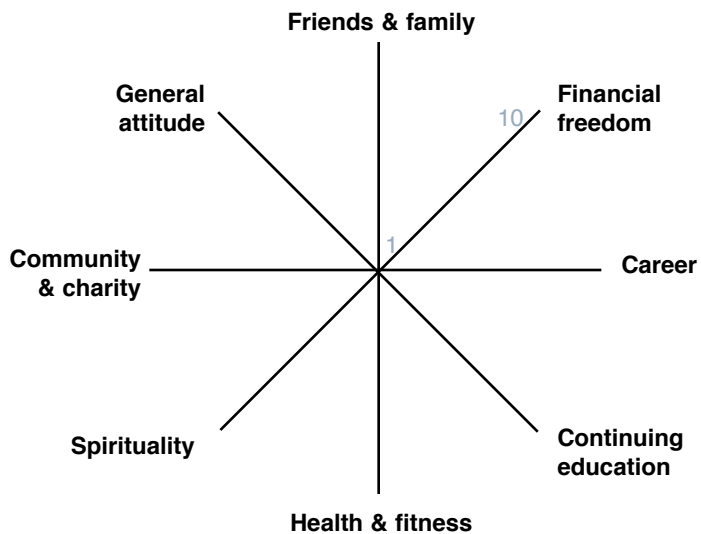 Friends & family
General
attitude
10
Financial
freedom
1
Community
& charity
Career
Spirituality
Continuing
education
Health & fitness